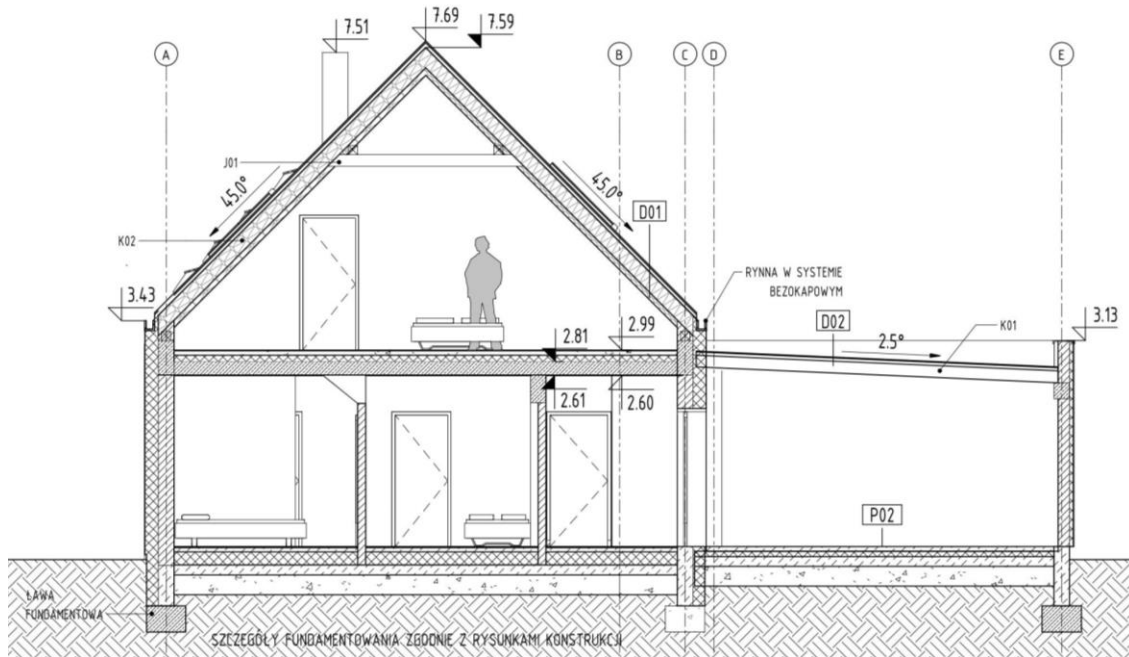 7.69
7.51
7.59
A
B
C
D
E
J01
45.0°
45.0°
D01
K02
RYNNA W SYSTEMIE
BEZOKAPOWYM
3.43
3.13
D02
K01
2.81
2.99
2.5°
2.61
2.60
P02
ŁAWA
FUNDAMENTOWA
SZCZEGÓŁY FUNDAMENTOWANIA ZGODNIE Z RYSUNKAMI KONSTRUKCJI